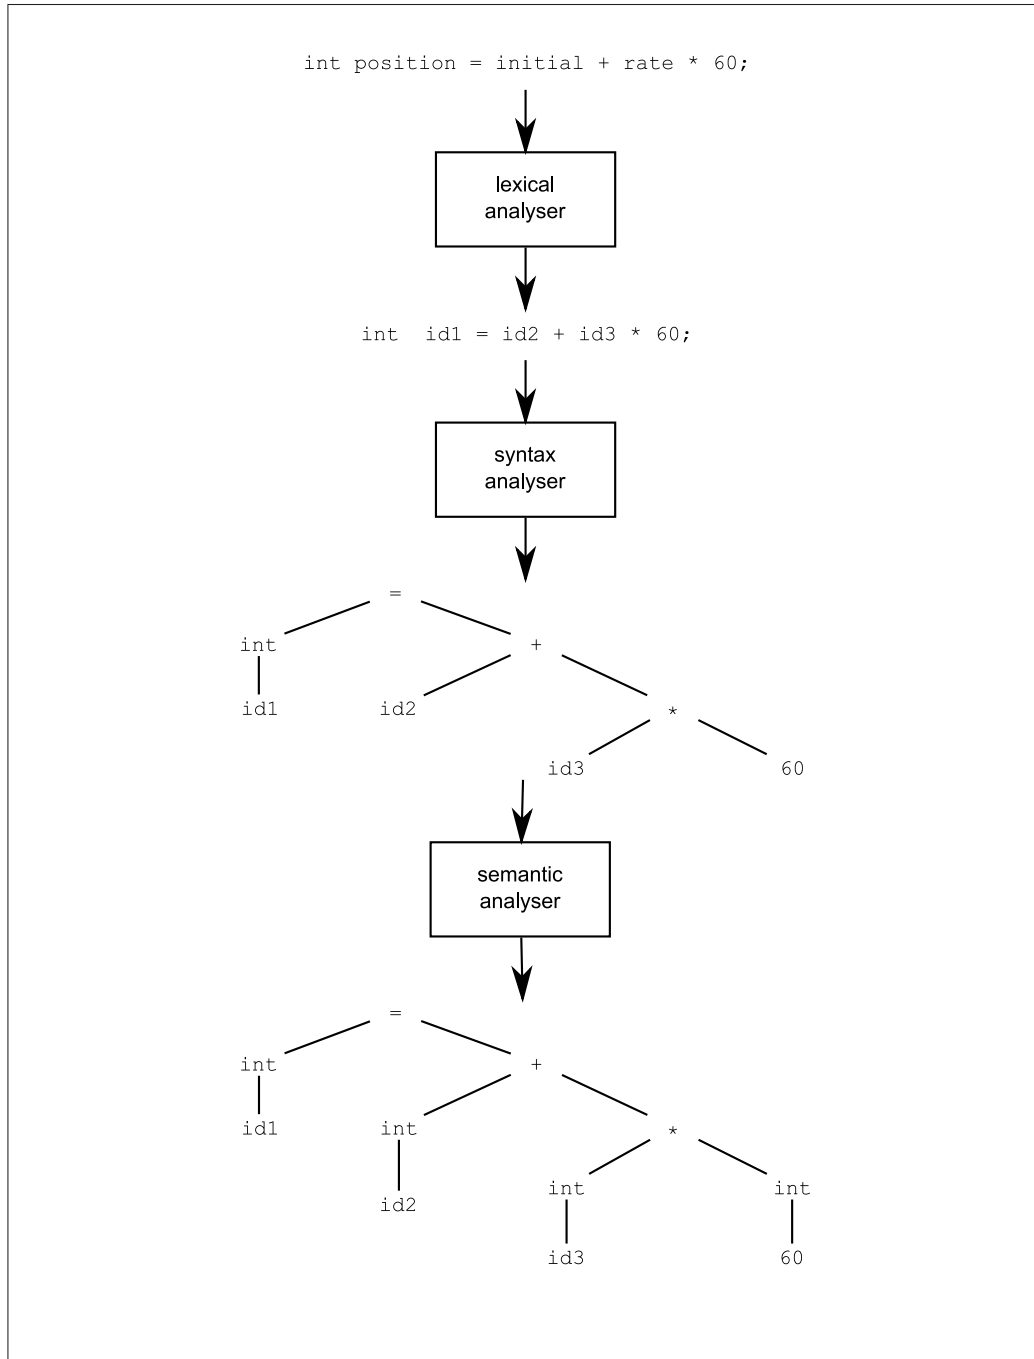 int position = initial + rate * 60;
lexical
analyser
int  id1 = id2 + id3 * 60;
syntax
analyser
=
int +
id1 id2 *
id3 60
semantic
analyser
=
int +
id1 int *
int int
id2
id3 60